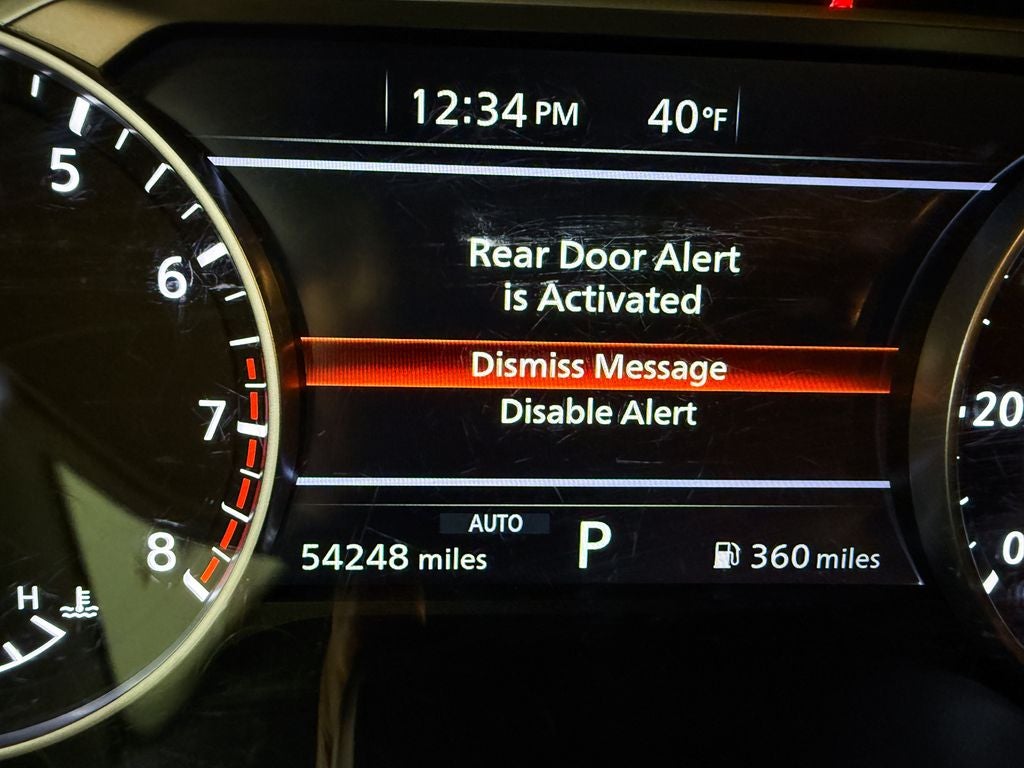 12:34 PM 40°F
Rear Door Alert
is Activated
Dismiss Message
Disable Alert
AUTO
P
54248 miles
360 miles
5
6
7
8
H
20
0